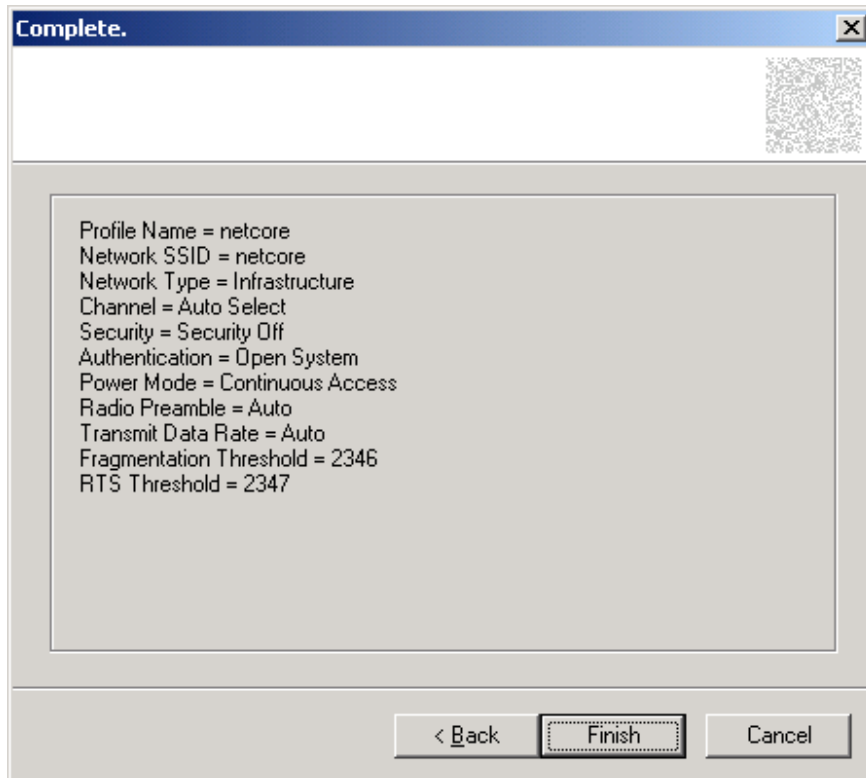 Complete.
Profile Name = netcore
Network SSID = netcore
Network Type = Infrastructure
Channel = Auto Select
Security = Security Off
Authentication = Open System
Power Mode = Continuous Access
Radio Preamble = Auto
Transmit Data Rate = Auto
Fragmentation Threshold = 2346
RTS Threshold = 2347
< Back Finish Cancel